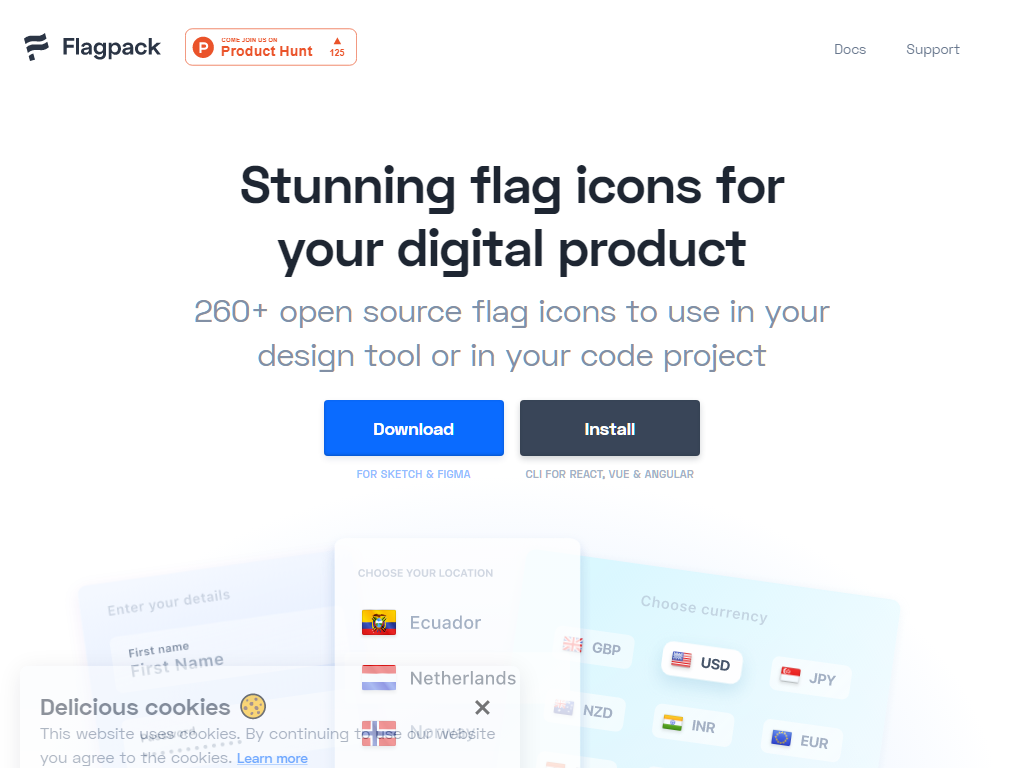 Flagpack
COME JOIN US ON
Product Hunt
125
Docs
Support
Stunning flag icons for
your digital product
260+ open source flag icons to use in your
design tool or in your code project
Download
Install
FOR SKETCH & FIGMA
CLI FOR REACT, VUE & ANGULAR
Enter your details
First name
First Name
Password
CHOOSE YOUR LOCATION
Ecuador
Netherlands
Norway
Choose currency
GBP
USD
JPY
NZD
INR
EUR
Delicious cookies
This website uses cookies. By continuing to use our website
you agree to the cookies. Learn more